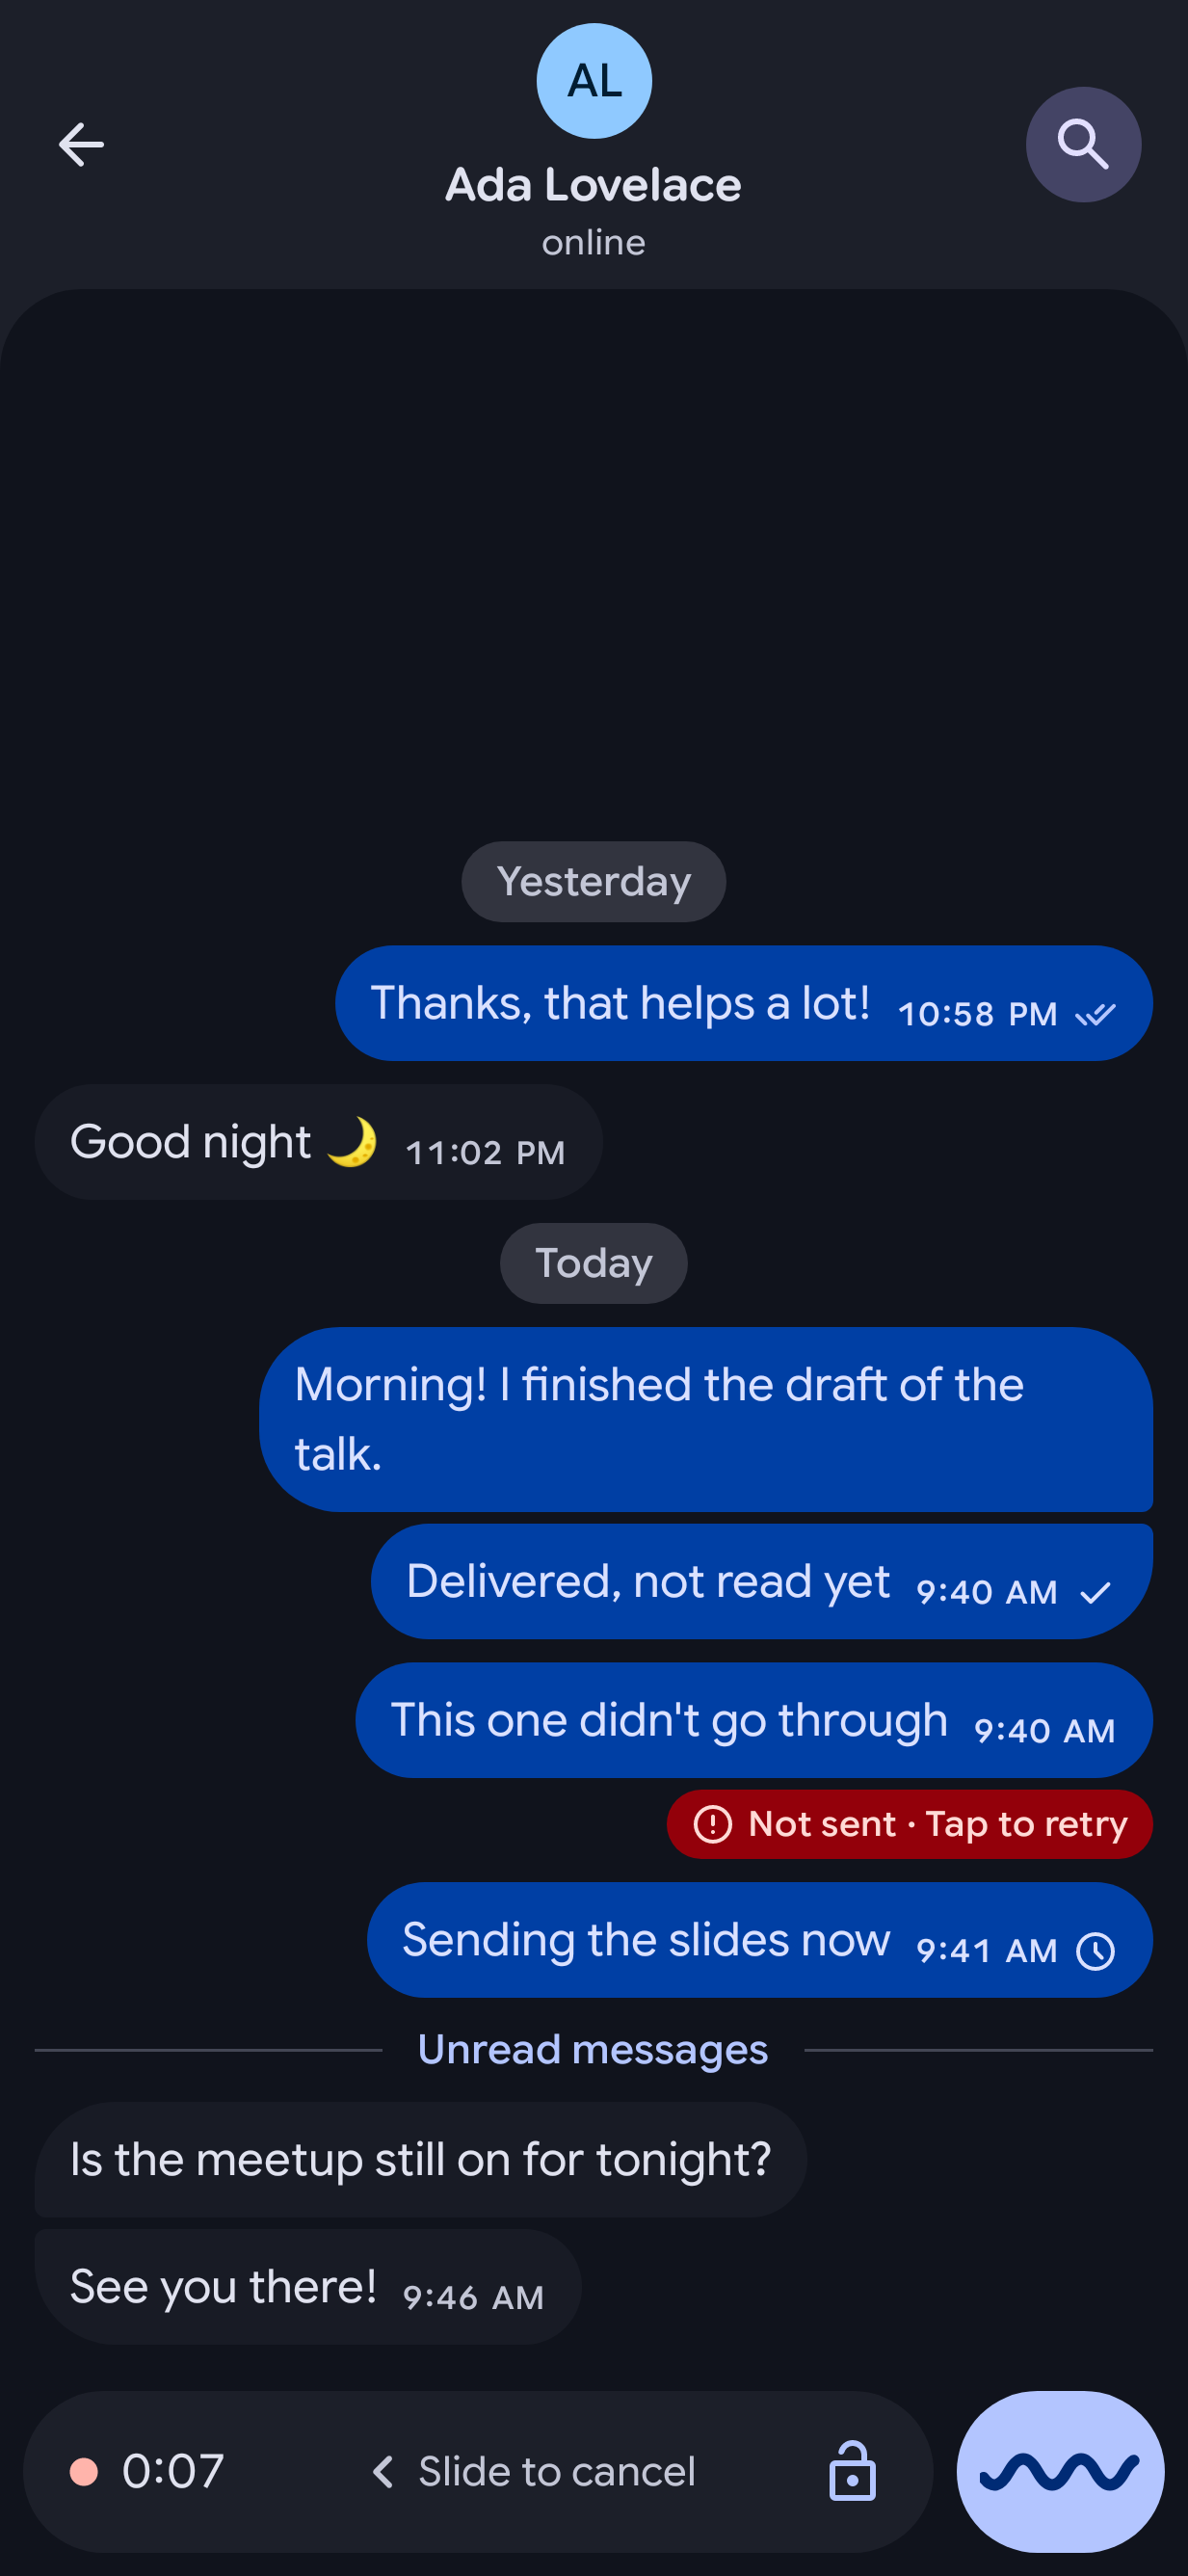 AL
Ada Lovelace
online
Yesterday
Thanks, that helps a lot! 10:58 PM
Good night 🌙 11:02 PM
Today
Morning! I finished the draft of the
talk.
Delivered, not read yet 9:40 AM
This one didn't go through 9:40 AM
Not sent · Tap to retry
Sending the slides now 9:41 AM
Unread messages
Is the meetup still on for tonight?
See you there! 9:46 AM
0:07 Slide to cancel